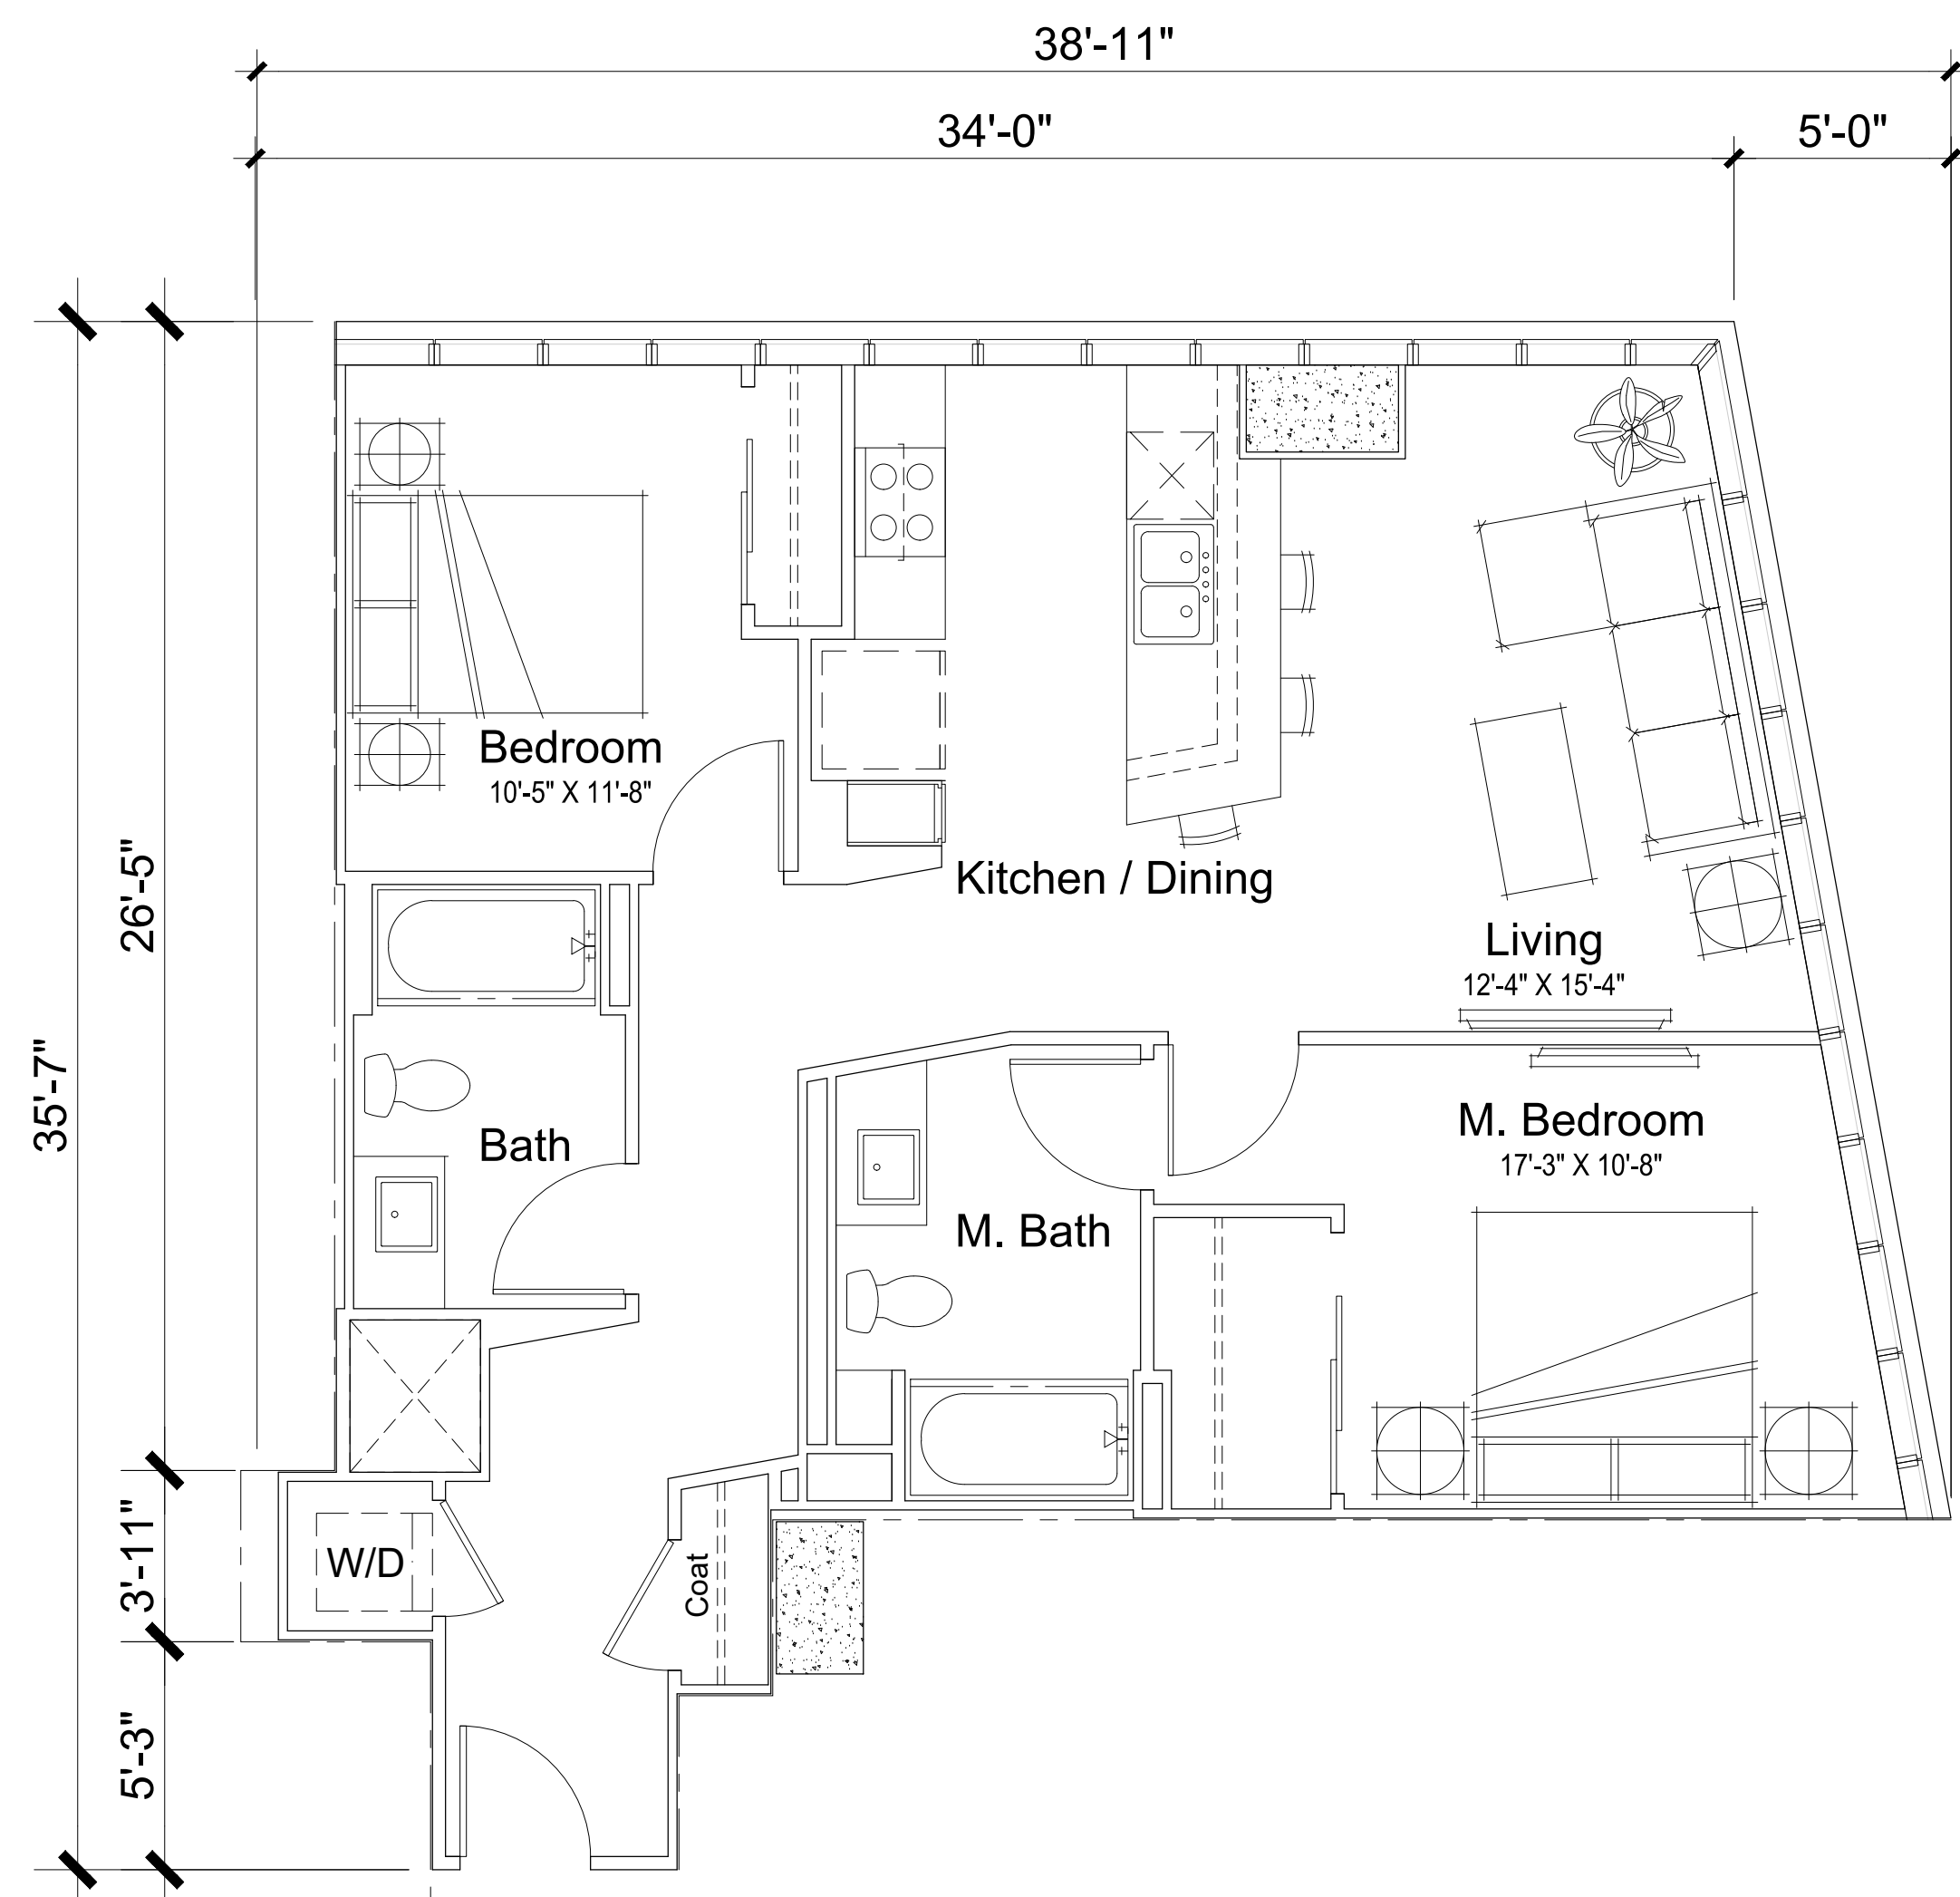 38'-11"
34'-0"
5'-0"
26'-5"
35'-7"
3'-11"
5'-3"
Bedroom
10'-5" X 11'-8"
Kitchen / Dining
Living
12'-4" X 15'-4"
Bath
M. Bedroom
17'-3" X 10'-8"
M. Bath
W/D
Coat